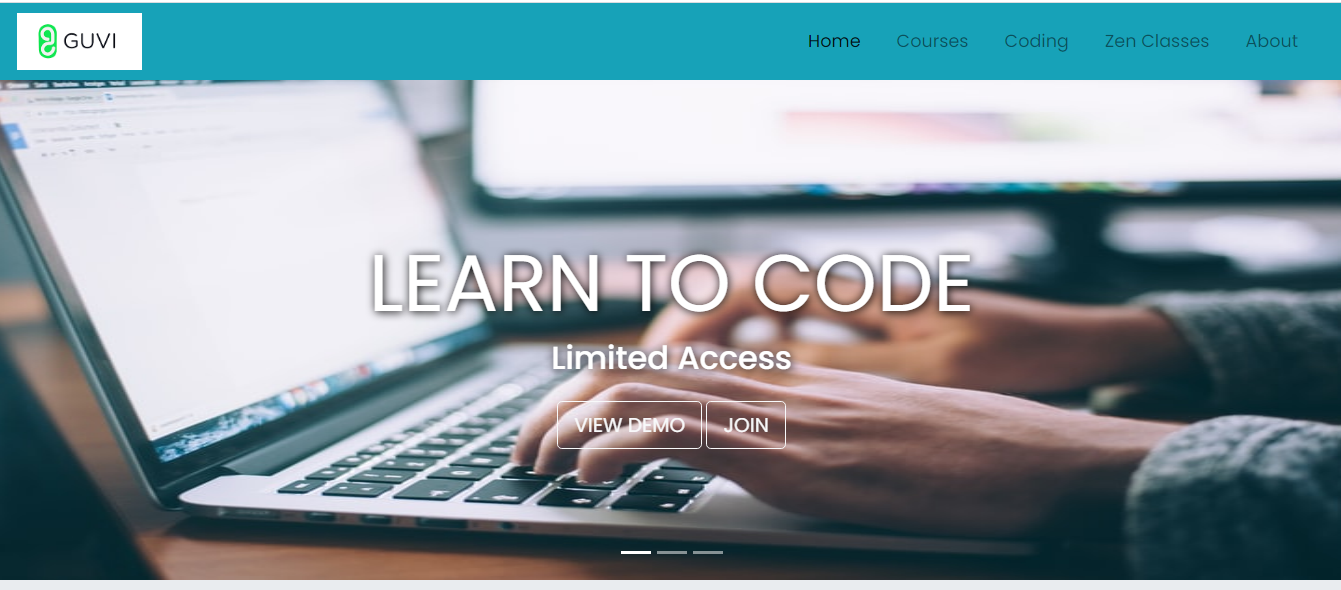 GUVI
Home Courses Coding Zen Classes About
LEARN TO CODE
Limited Access
VIEW DEMO JOIN